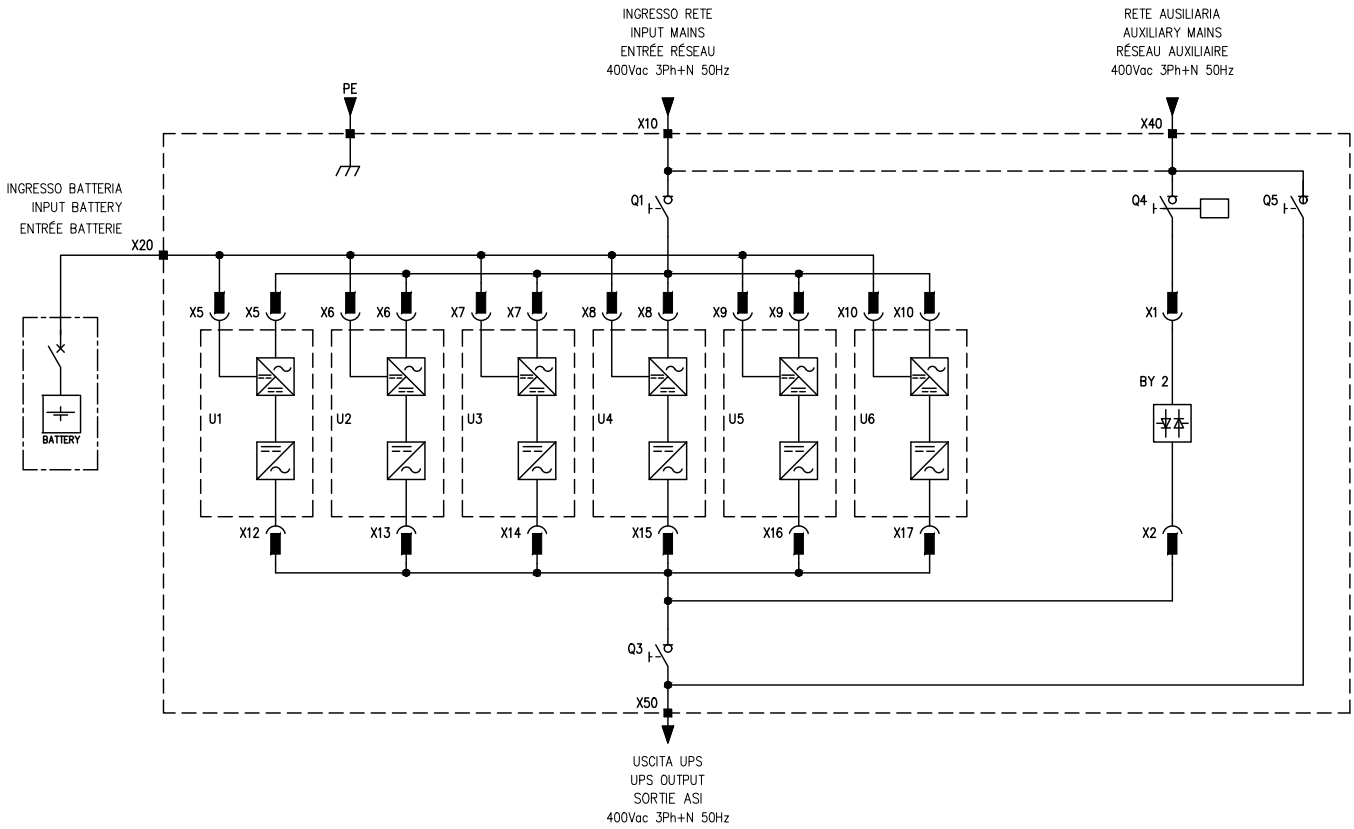 INGRESSO RETE
INPUT MAINS
ENTRÉE RÉSEAU
400Vac 3Ph+N 50Hz
RETE AUSILIARIA
AUXILIARY MAINS
RÉSEAU AUXILIAIRE
400Vac 3Ph+N 50Hz
PE
X10
X40
INGRESSO BATTERIA
INPUT BATTERY
ENTRÉE BATTERIE
Q1
Q4
Q5
X20
X5
X5
X6
X6
X7
X7
X8
X8
X9
X9
X10
X10
X1
BY 2
U1
U2
U3
U4
U5
U6
BATTERY
X12
X13
X14
X15
X16
X17
X2
Q3
X50
USCITA UPS
UPS OUTPUT
SORTIE ASI
400Vac 3Ph+N 50Hz